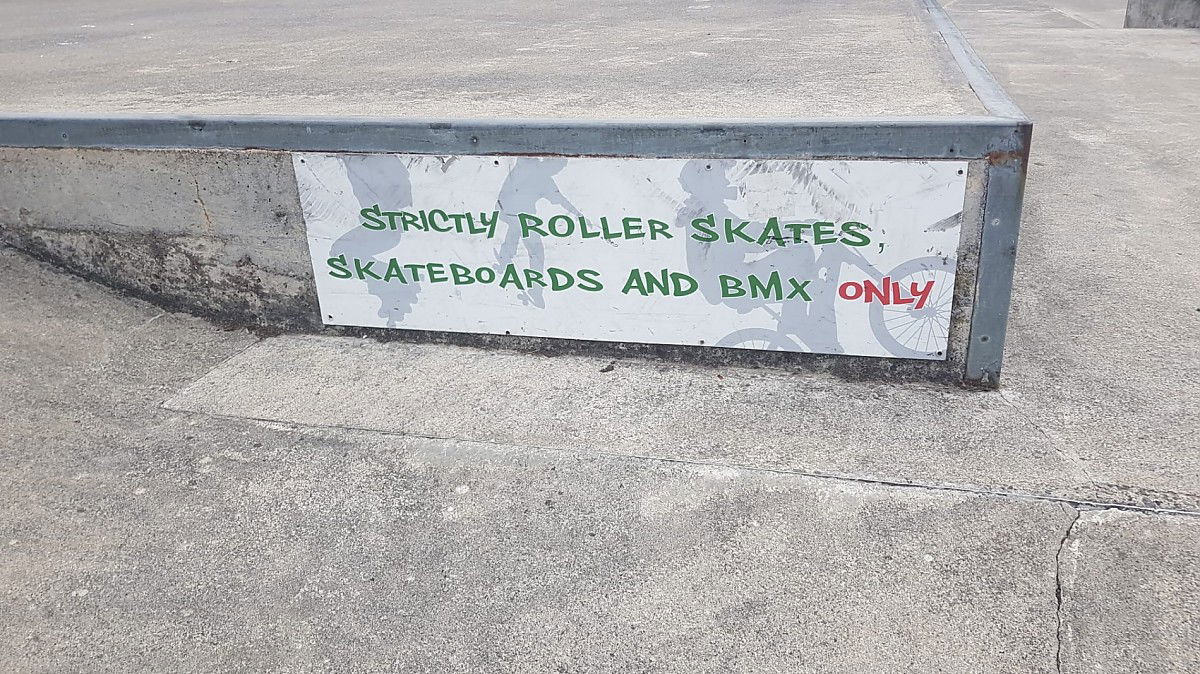 STRICTLY ROLLER SKATES,
SKATEBOARDS AND BMX ONLY